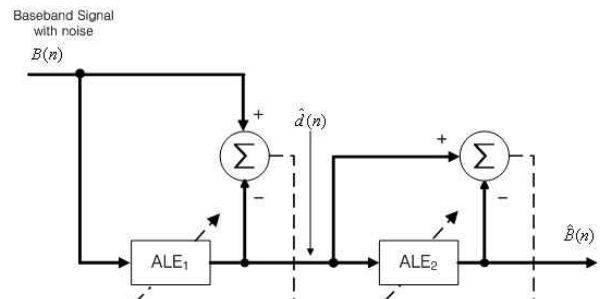 Baseband Signal
with noise
B(n)
+
d̂(n)
+
Σ
Σ
−
−
ALE₁
ALE₂
B̂(n)